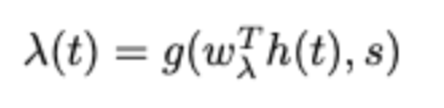 λ(t) = g(w_λ^T h(t), s)